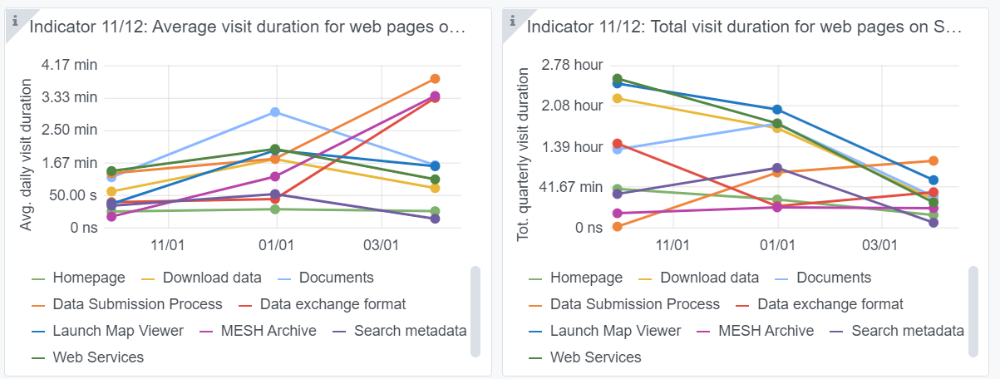 Indicator 11/12: Average visit duration for web pages o…
Avg. daily visit duration
4.17 min
3.33 min
2.50 min
1.67 min
50.00 s
0 ns
11/01 01/01 03/01
Homepage Download data Documents
Data Submission Process Data exchange format
Launch Map Viewer MESH Archive Search metadata
Web Services
Indicator 11/12: Total visit duration for web pages on S…
Tot. quarterly visit duration
2.78 hour
2.08 hour
1.39 hour
41.67 min
0 ns
11/01 01/01 03/01
Homepage Download data Documents
Data Submission Process Data exchange format
Launch Map Viewer MESH Archive Search metadata
Web Services